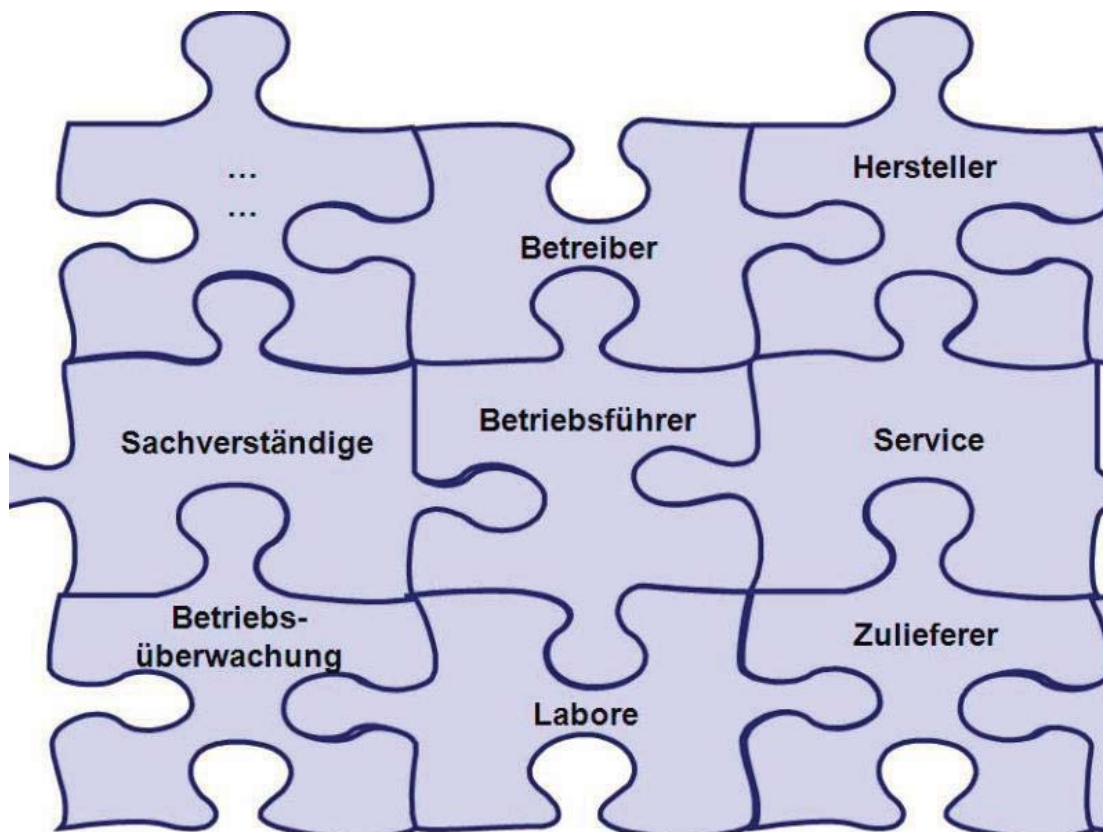 ...
...
Hersteller
Betreiber
Sachverständige
Betriebsführer
Service
Betriebs-
überwachung
Zulieferer
Labore